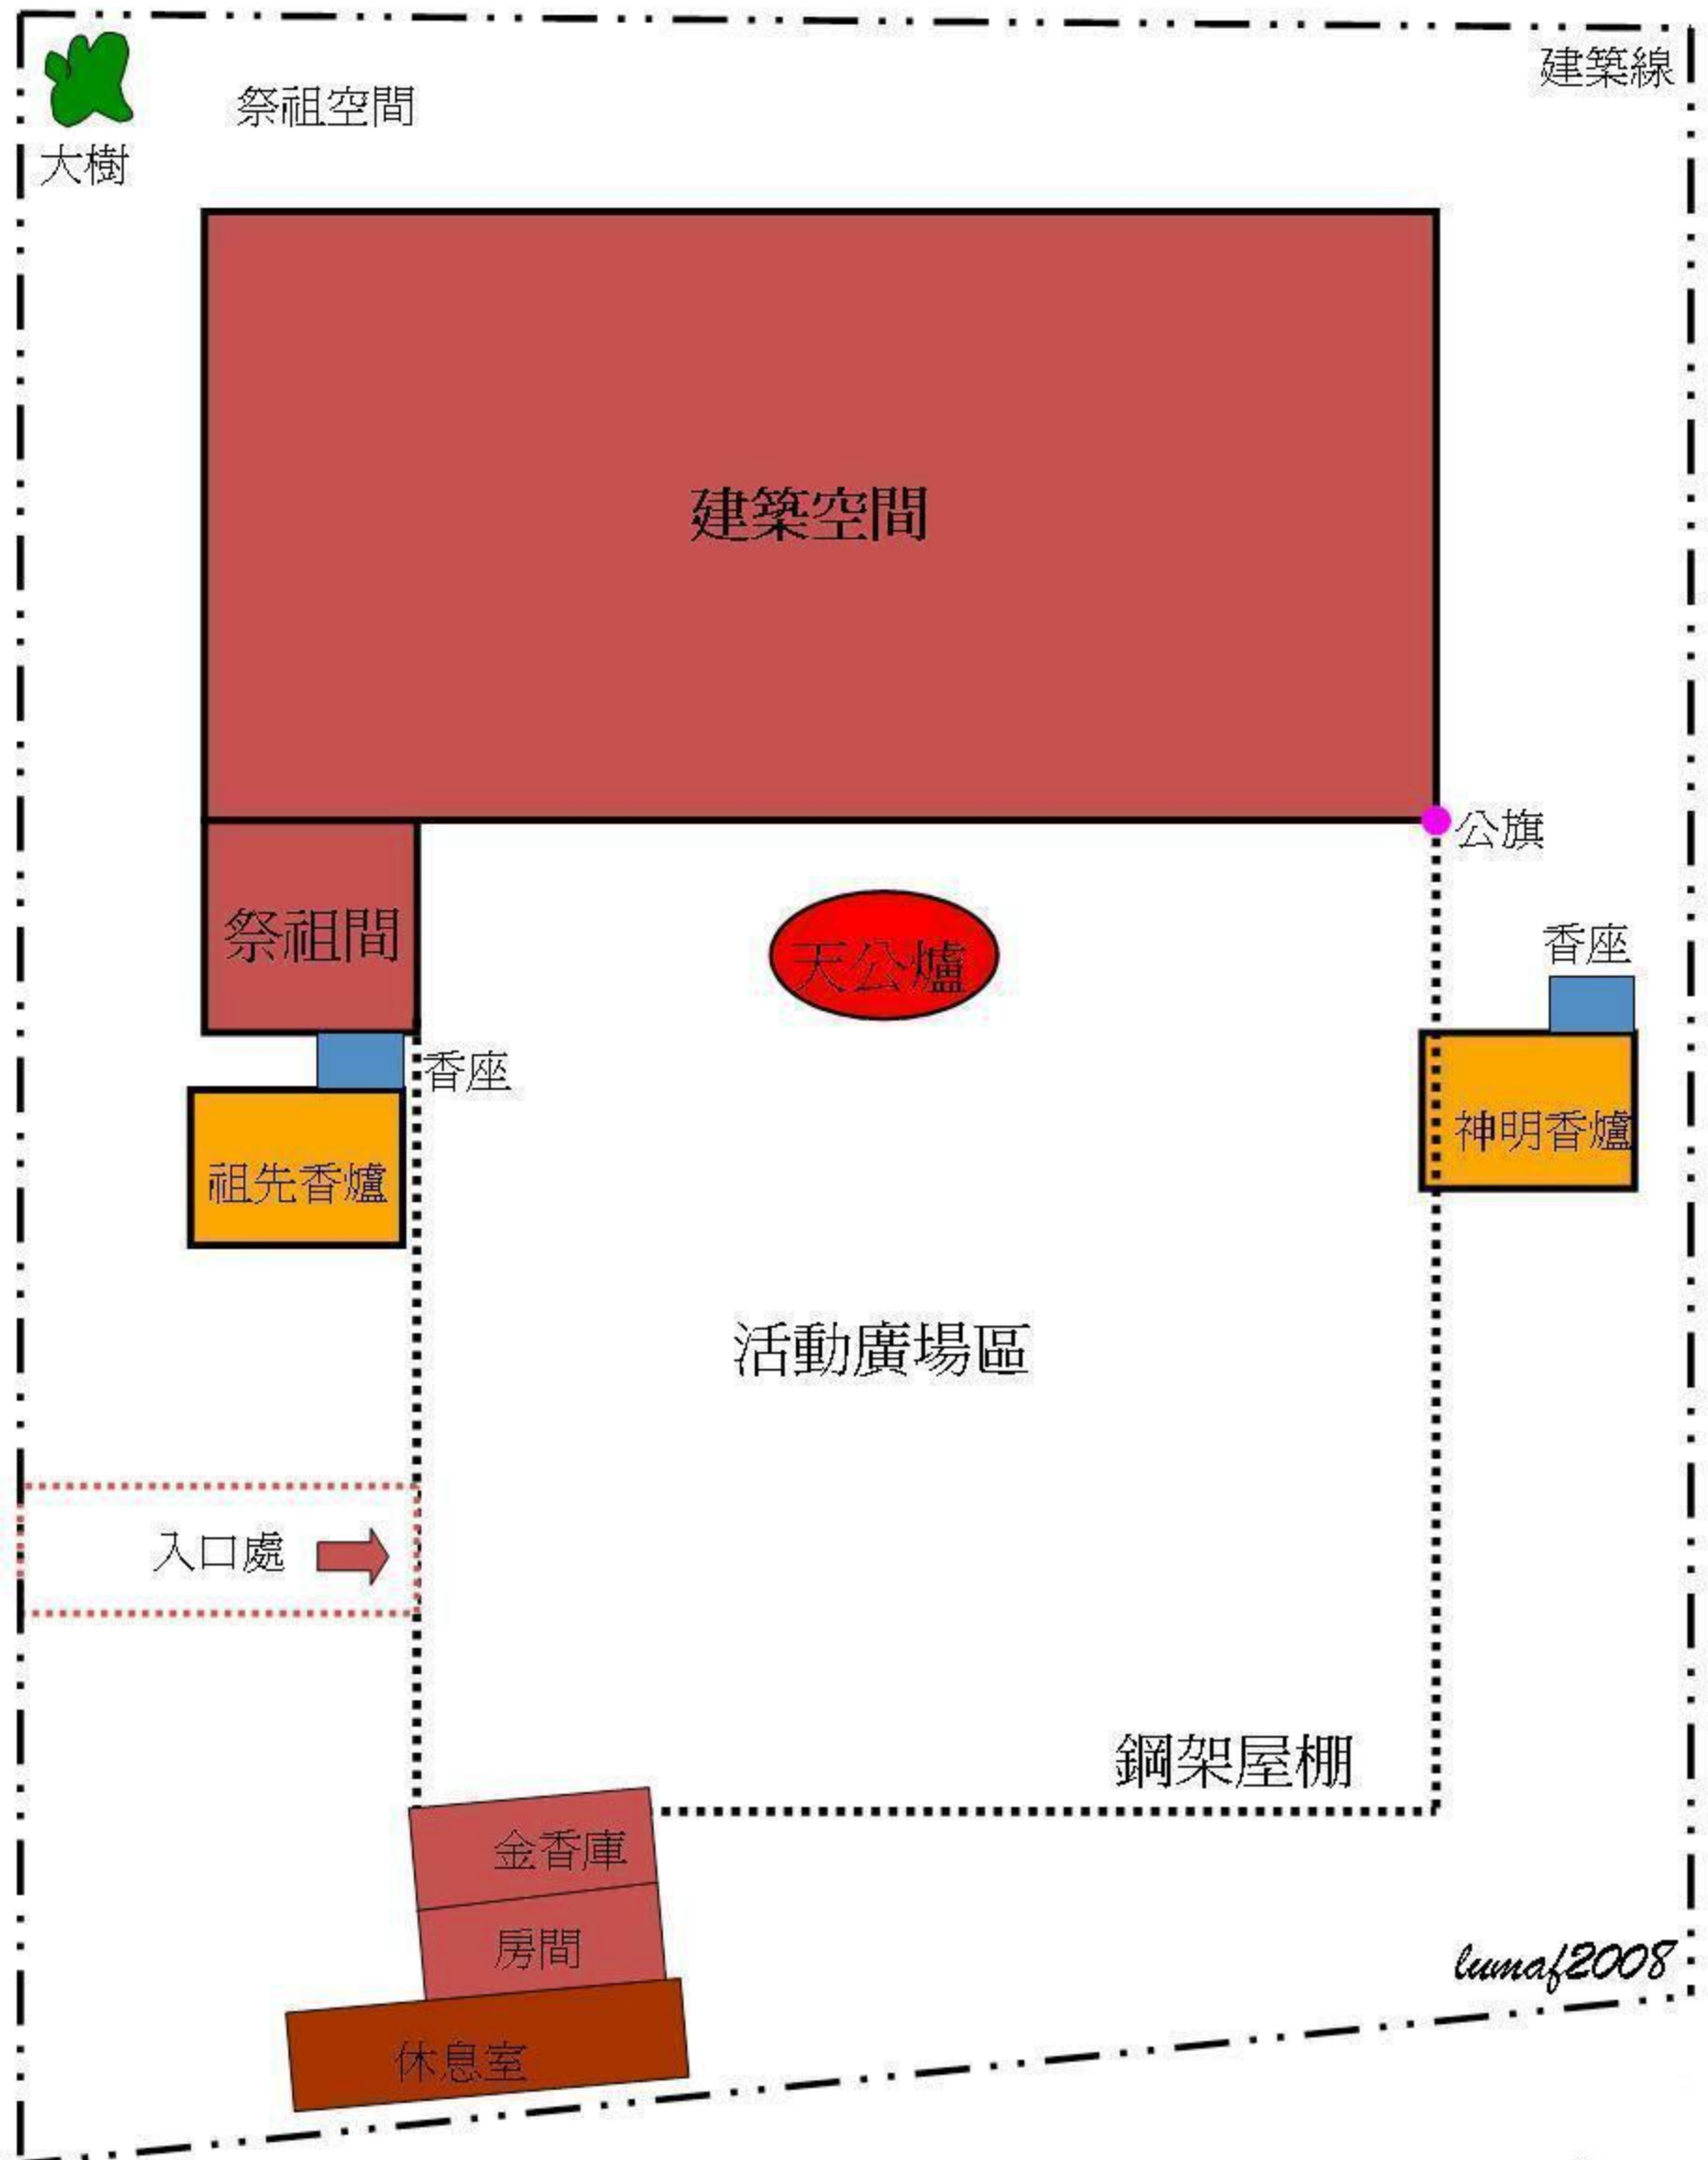 建築線
祭祖空間
大樹
建築空間
公旗
祭祖間
天公爐
香座
香座
神明香爐
祖先香爐
活動廣場區
入口處
鋼架屋棚
金香庫
房間
lumaf2008
休息室